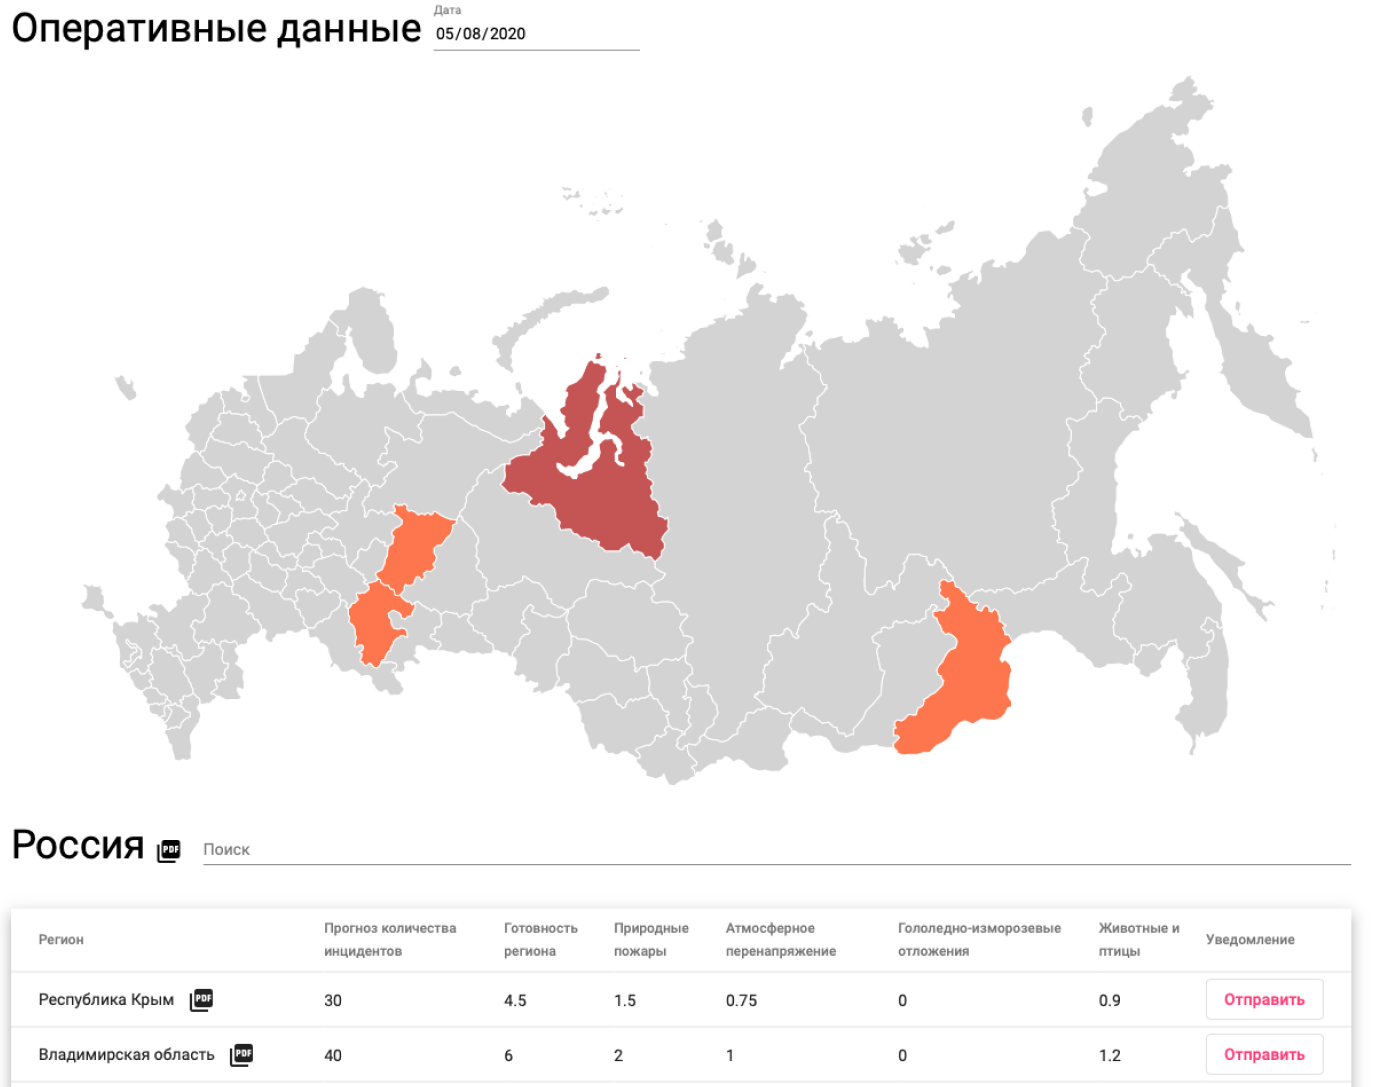 Оперативные данные
Дата
05/08/2020
Россия
PDF
Поиск
Регион
Прогноз количества инцидентов
Готовность региона
Природные пожары
Атмосферное перенапряжение
Гололедно-изморозевые отложения
Животные и птицы
Уведомление
Республика Крым PDF 30 4.5 1.5 0.75 0 0.9 Отправить
Владимирская область PDF 40 6 2 1 0 1.2 Отправить